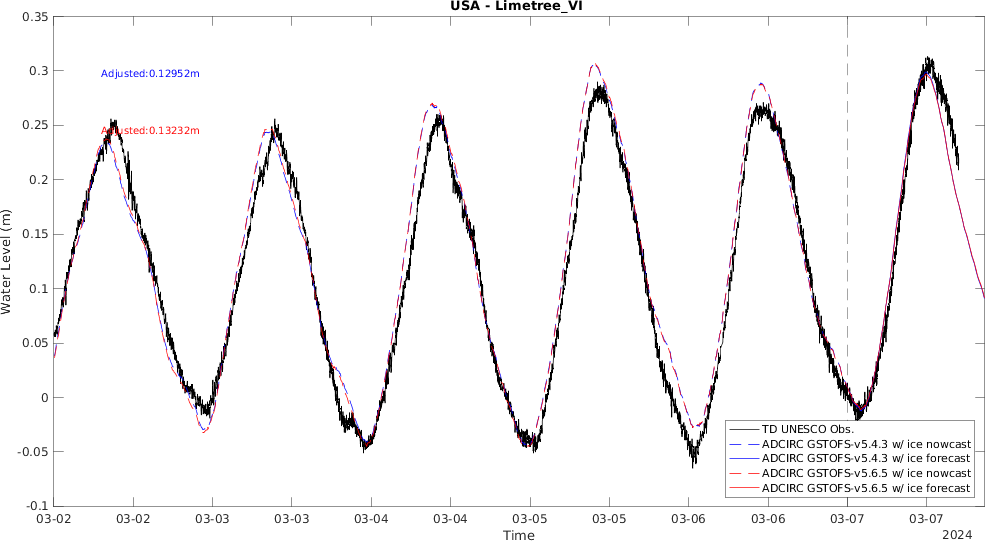 USA - Limetree_VI
0.35
0.3
0.25
0.2
0.15
0.1
0.05
0
-0.05
-0.1
Water Level (m)
Adjusted:0.12952m
Adjusted:0.13232m
TD UNESCO Obs.
ADCIRC GSTOFS-v5.4.3 w/ ice nowcast
ADCIRC GSTOFS-v5.4.3 w/ ice forecast
ADCIRC GSTOFS-v5.6.5 w/ ice nowcast
ADCIRC GSTOFS-v5.6.5 w/ ice forecast
03-02 03-02 03-03 03-03 03-04 03-04 03-05 03-05 03-06 03-06 03-07 03-07
Time
2024